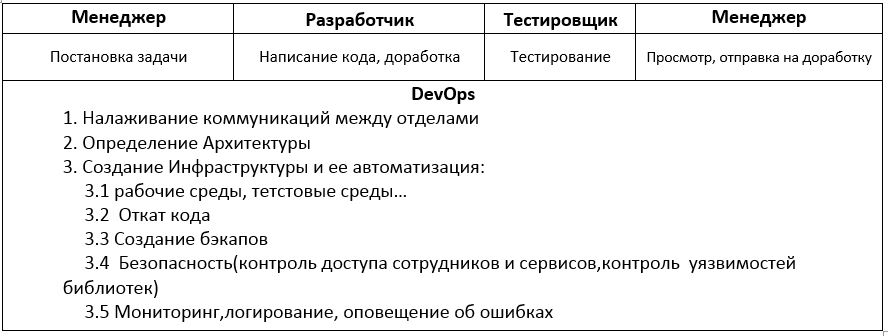 Менеджер Разработчик Тестировщик Менеджер
Постановка задачи Написание кода, доработка Тестирование Просмотр, отправка на доработку
DevOps
1. Налаживание коммуникаций между отделами
2. Определение Архитектуры
3. Создание Инфраструктуры и ее автоматизация:
3.1 рабочие среды, тетстовые среды...
3.2 Откат кода
3.3 Создание бэкапов
3.4 Безопасность(контроль доступа сотрудников и сервисов,контроль уязвимостей
библиотек)
3.5 Мониторинг,логирование, оповещение об ошибках